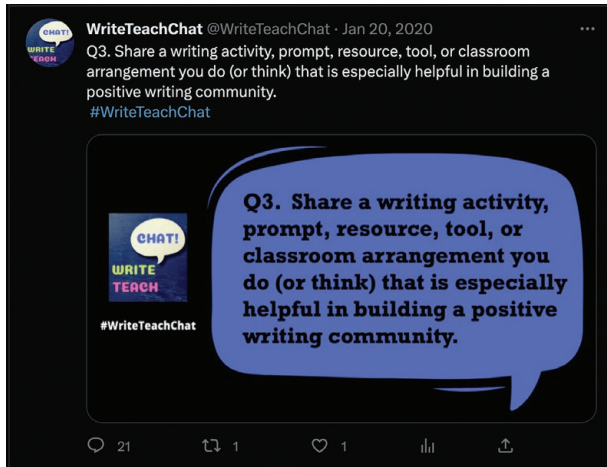 CHAT!
WRITE
TEACH
WriteTeachChat @WriteTeachChat · Jan 20, 2020
Q3. Share a writing activity, prompt, resource, tool, or classroom
arrangement you do (or think) that is especially helpful in building a
positive writing community.
#WriteTeachChat
CHAT!
WRITE
TEACH
#WriteTeachChat
Q3. Share a writing activity,
prompt, resource, tool, or
classroom arrangement you
do (or think) that is especially
helpful in building a positive
writing community.
21 1 1